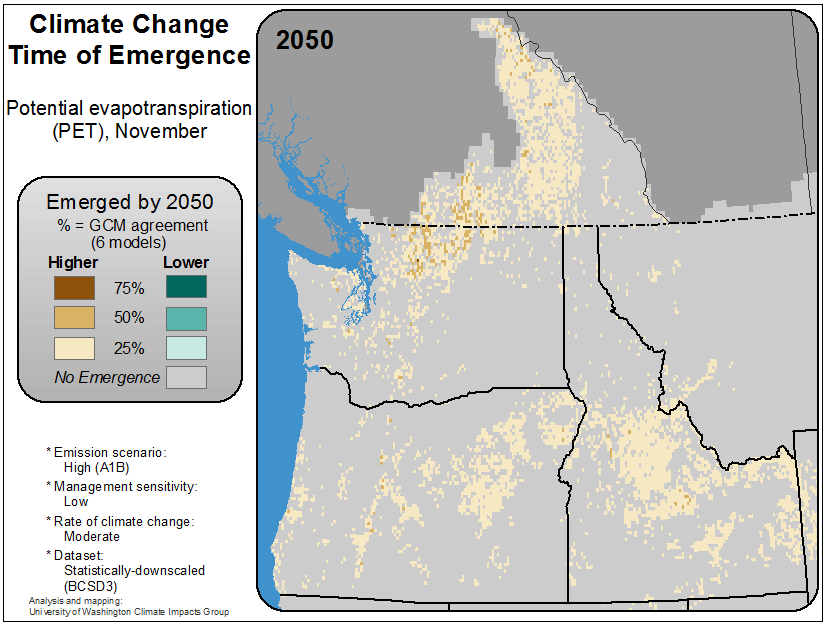 Climate Change
Time of Emergence
Potential evapotranspiration
(PET), November
Emerged by 2050
% = GCM agreement
(6 models)
Higher Lower
75%
50%
25%
No Emergence
* Emission scenario:
High (A1B)
* Management sensitivity:
Low
* Rate of climate change:
Moderate
* Dataset:
Statistically-downscaled
(BCSD3)
Analysis and mapping:
University of Washington Climate Impacts Group
2050